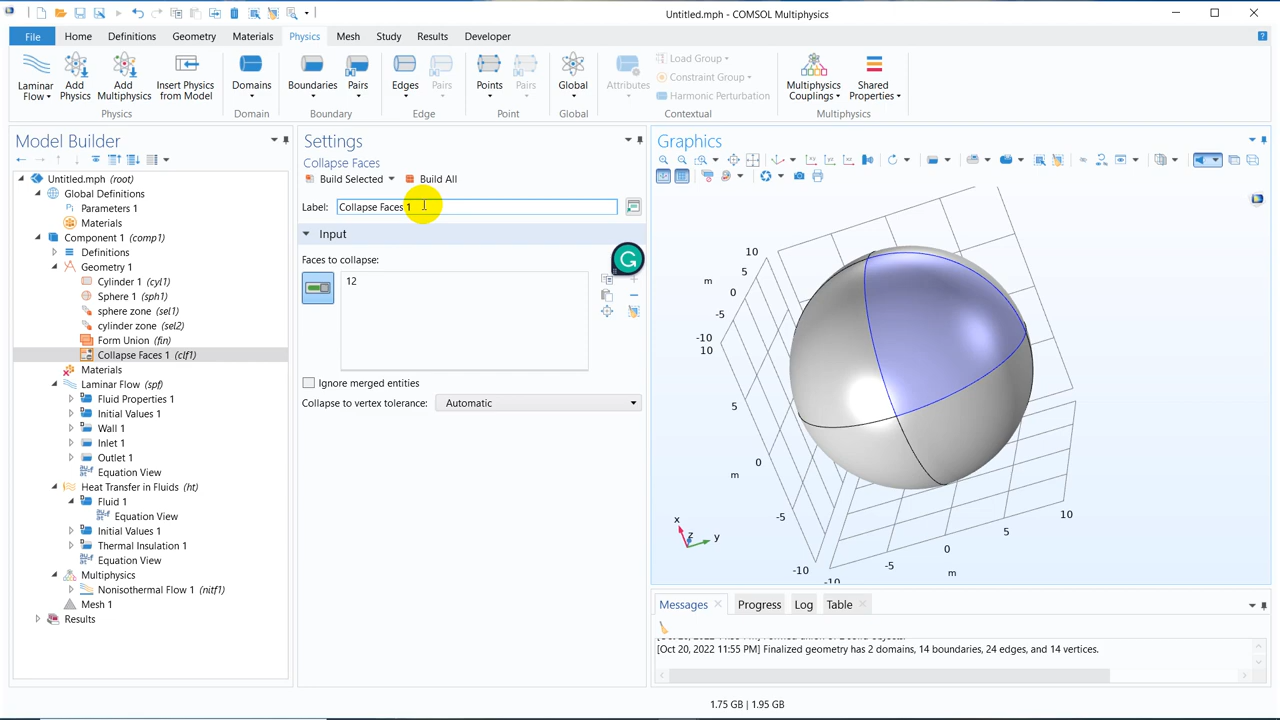 Untitled.mph - COMSOL Multiphysics
File Home Definitions Geometry Materials Physics Mesh Study Results Developer
Laminar Flow
Add Physics
Add Multiphysics
Insert Physics from Model
Physics
Domains
Domain
Boundaries
Pairs
Boundary
Edges
Pairs
Edge
Points
Pairs
Point
Global
Global
Attributes
Load Group
Constraint Group
Harmonic Perturbation
Contextual
Multiphysics Couplings
Shared Properties
Multiphysics
Model Builder
Untitled.mph (root)
Global Definitions
Parameters 1
Materials
Component 1 (comp1)
Definitions
Geometry 1
Cylinder 1 (cyl1)
Sphere 1 (sph1)
sphere zone (sel1)
cylinder zone (sel2)
Form Union (fin)
Collapse Faces 1 (clf1)
Materials
Laminar Flow (spf)
Fluid Properties 1
Initial Values 1
Wall 1
Inlet 1
Outlet 1
Equation View
Heat Transfer in Fluids (ht)
Fluid 1
Equation View
Initial Values 1
Thermal Insulation 1
Equation View
Multiphysics
Nonisothermal Flow 1 (nitf1)
Mesh 1
Results
Settings
Collapse Faces
Build Selected Build All
Label: Collapse Faces 1
Input
Faces to collapse:
12
Ignore merged entities
Collapse to vertex tolerance: Automatic
Graphics
10
5
m
0
-5
-10
10
5
0
m
-5
-10
-10
-5
0
m
5
10
x
z
y
Messages Progress Log Table
[Oct 20, 2022 11:55 PM] Finalized geometry has 2 domains, 14 boundaries, 24 edges, and 14 vertices.
1.75 GB | 1.95 GB